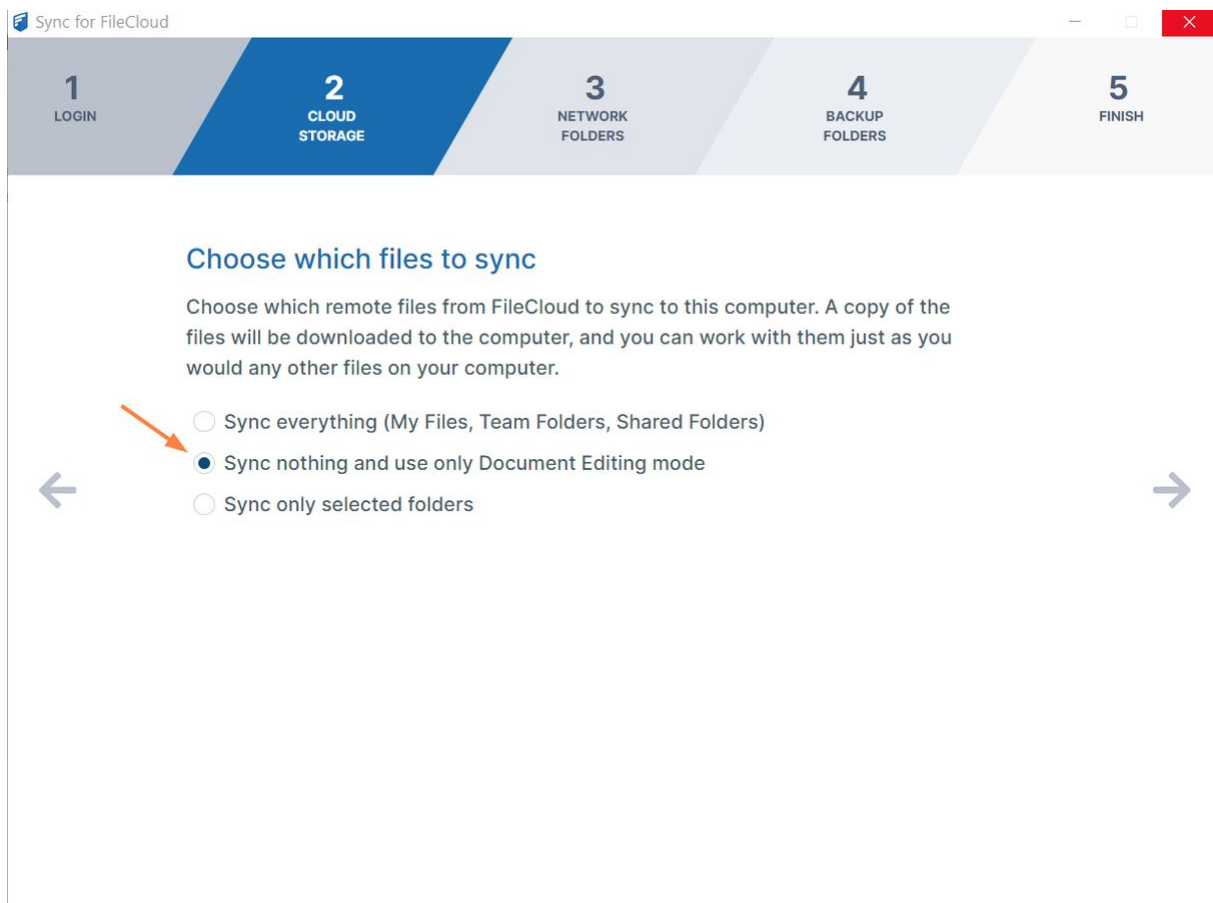 Sync for FileCloud
1
LOGIN
2
CLOUD
STORAGE
3
NETWORK
FOLDERS
4
BACKUP
FOLDERS
5
FINISH
Choose which files to sync
Choose which remote files from FileCloud to sync to this computer. A copy of the
files will be downloaded to the computer, and you can work with them just as you
would any other files on your computer.
Sync everything (My Files, Team Folders, Shared Folders)
Sync nothing and use only Document Editing mode
Sync only selected folders